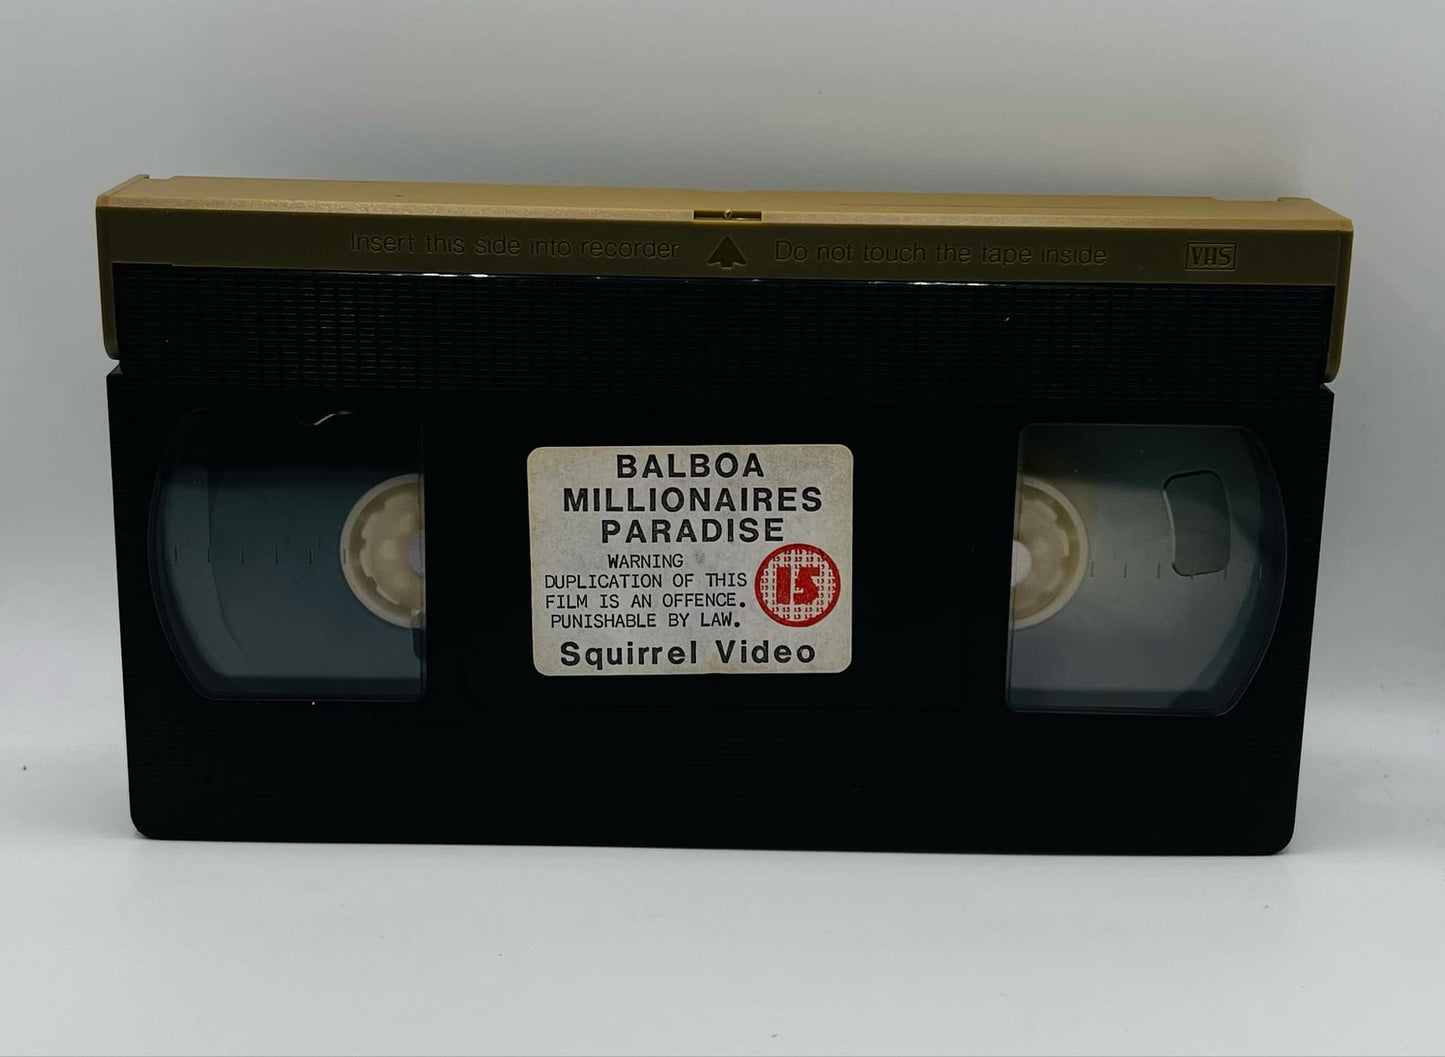 Insert this side into recorder
Do not touch the tape inside
VHS
BALBOA
MILLIONAIRES
PARADISE
WARNING
DUPLICATION OF THIS
FILM IS AN OFFENCE.
PUNISHABLE BY LAW.
15
Squirrel Video